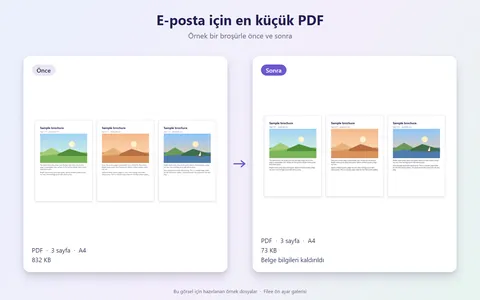 E-posta için en küçük PDF
Örnek bir broşürle önce ve sonra
Önce
Sample brochure
Sample brochure
Sample brochure
PDF · 3 sayfa · A4
832 KB
Sonra
Sample brochure
Sample brochure
Sample brochure
PDF · 3 sayfa · A4
73 KB
Belge bilgileri kaldırıldı
Bu görsel için hazırlanan örnek dosyalar · Filee ön ayar galerisi